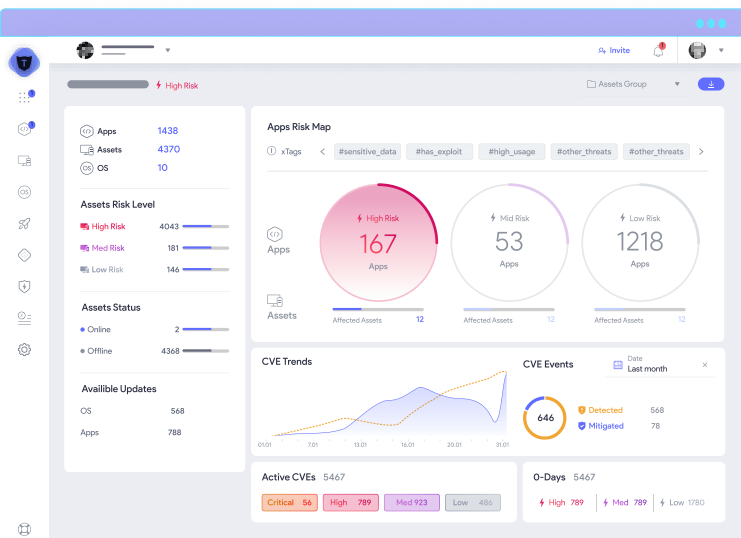 T
Invite
1
High Risk
Assets Group
1
1
Apps 1438
Assets 4370
OS OS 10
Assets Risk Level
High Risk 4043
Med Risk 181
Low Risk 146
Assets Status
Online 2
Offline 4368
Availible Updates
OS 568
Apps 788
OS
Apps Risk Map
xTags #sensitive_data #has_exploit #high_usage #other_threats #other_threats
Apps
High Risk
167
Apps
Mid Risk
53
Apps
Low Risk
1218
Apps
Assets
Affected Assets 12
Affected Assets 12
Affected Assets 12
CVE Trends
01.01 7.01 13.01 16.01 20.01 31.01
CVE Events
Date
Last month
646
Detected 568
Mitigated 78
Active CVEs 5467
Critical 56 High 789 Med 923 Low 486
0-Days 5467
High 789 Med 789 Low 1780